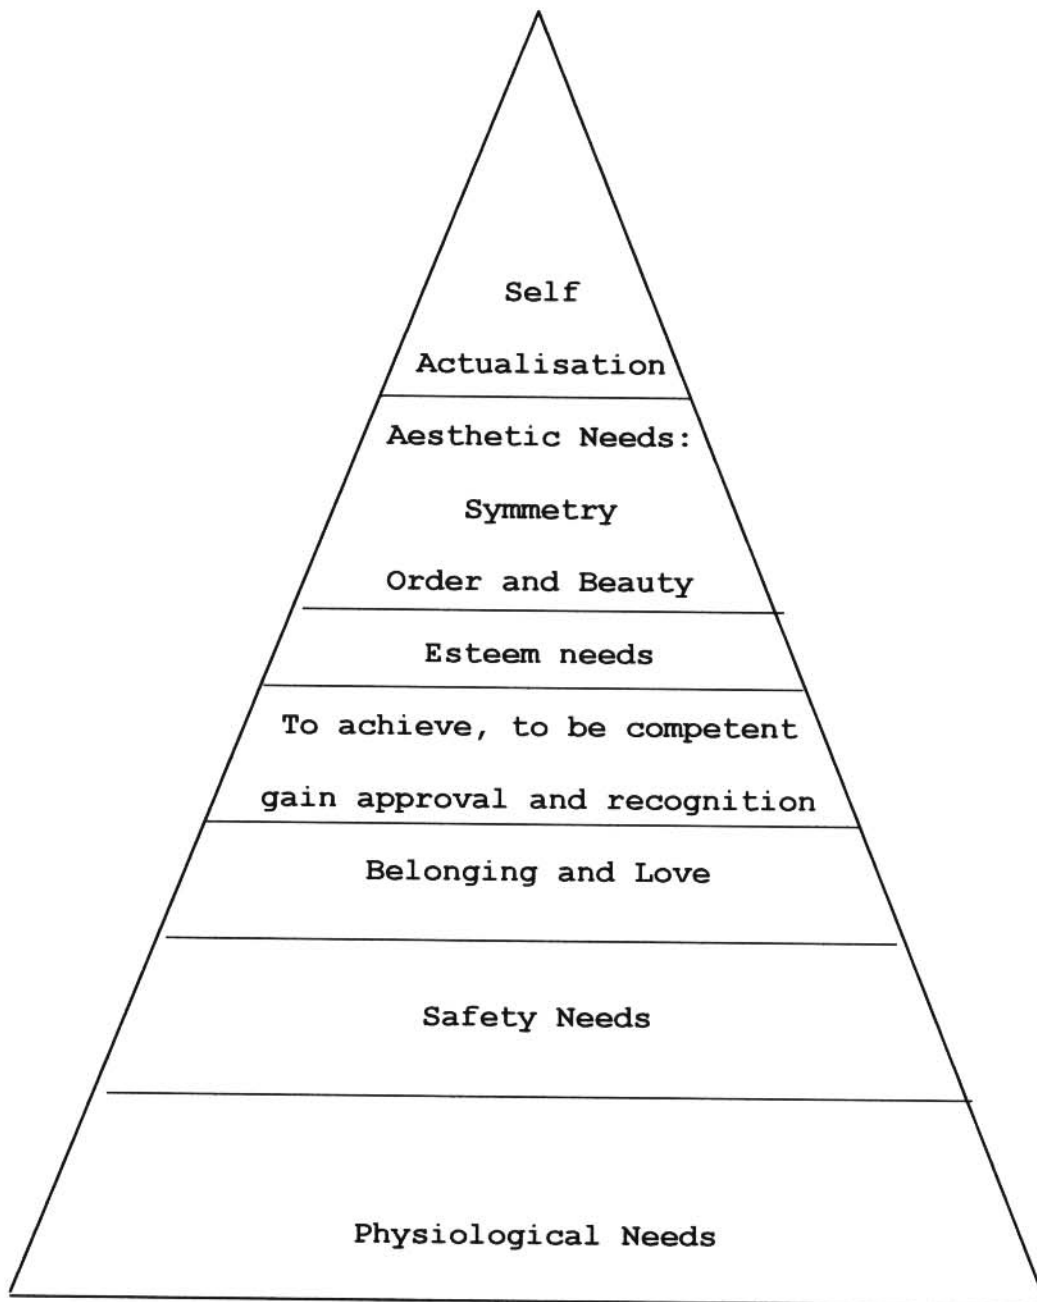 Self
Actualisation
Aesthetic Needs:
Symmetry
Order and Beauty
Esteem needs
To achieve, to be competent
gain approval and recognition
Belonging and Love
Safety Needs
Physiological Needs